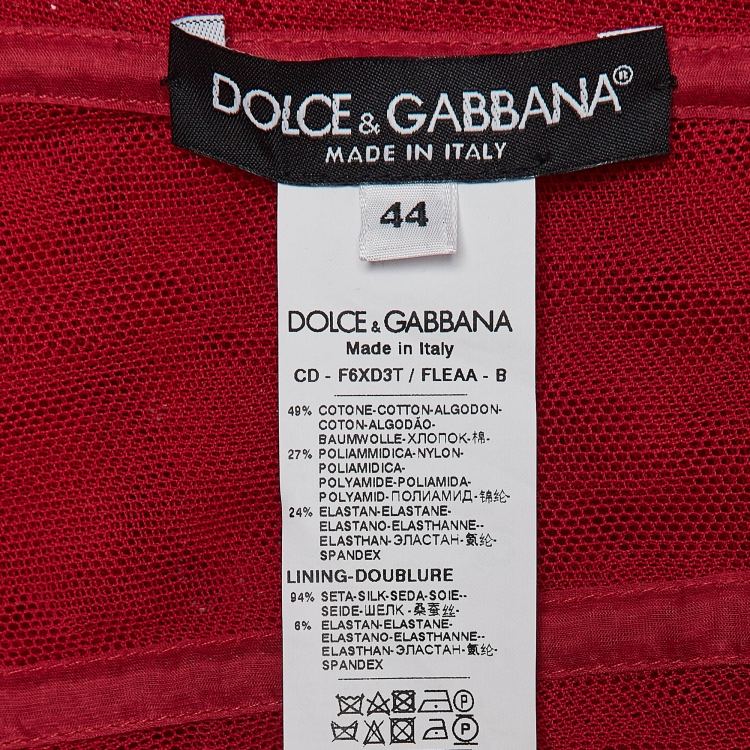 DOLCE & GABBANA®
MADE IN ITALY
44
DOLCE & GABBANA
Made in Italy
CD - F6XD3T / FLEAA - B
49% COTONE-COTTON-ALGODON-
COTON-ALGODÃO-
BAUMWOLLE-ХЛОПОК-棉-
27% POLIAMMIDICA-NYLON-
POLIAMIDICA-
POLYAMIDE-POLIAMIDA-
POLYAMID-ПОЛИАМИД-锦纶-
24% ELASTAN-ELASTANE-
ELASTANO-ELASTHANNE--
ELASTHAN-ЭЛАСТАН-氨纶-
SPANDEX
LINING-DOUBLURE
94% SETA-SILK-SEDA-SOIE--
SEIDE-ШЕЛК-桑蚕丝-
6% ELASTAN-ELASTANE-
ELASTANO-ELASTHANNE--
ELASTHAN-ЭЛАСТАН-氨纶-
SPANDEX
P
P